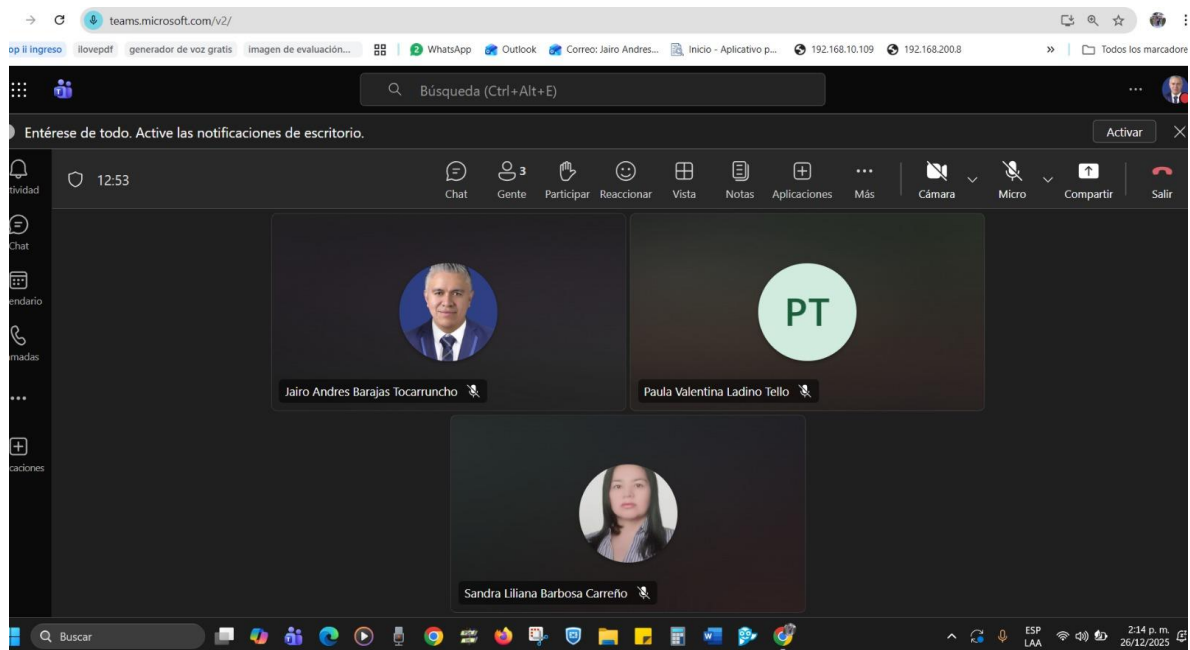 teams.microsoft.com/v2/
op ii ingreso ilovepdf generador de voz gratis imagen de evaluación... 2 WhatsApp Outlook Correo: Jairo Andres... Inicio - Aplicativo p... 192.168.10.109 192.168.200.8 » Todos los marcadore
Búsqueda (Ctrl+Alt+E)
Entérese de todo. Active las notificaciones de escritorio. Activar
12:53 Chat Gente 3 Participar Reaccionar Vista Notas Aplicaciones Más Cámara Micro Compartir Salir
tividad
Chat
endario
madas
caciones
PT
Jairo Andres Barajas Tocarruncho
Paula Valentina Ladino Tello
Sandra Liliana Barbosa Carreño
Buscar
ESP
LAA
2:14 p. m.
26/12/2025